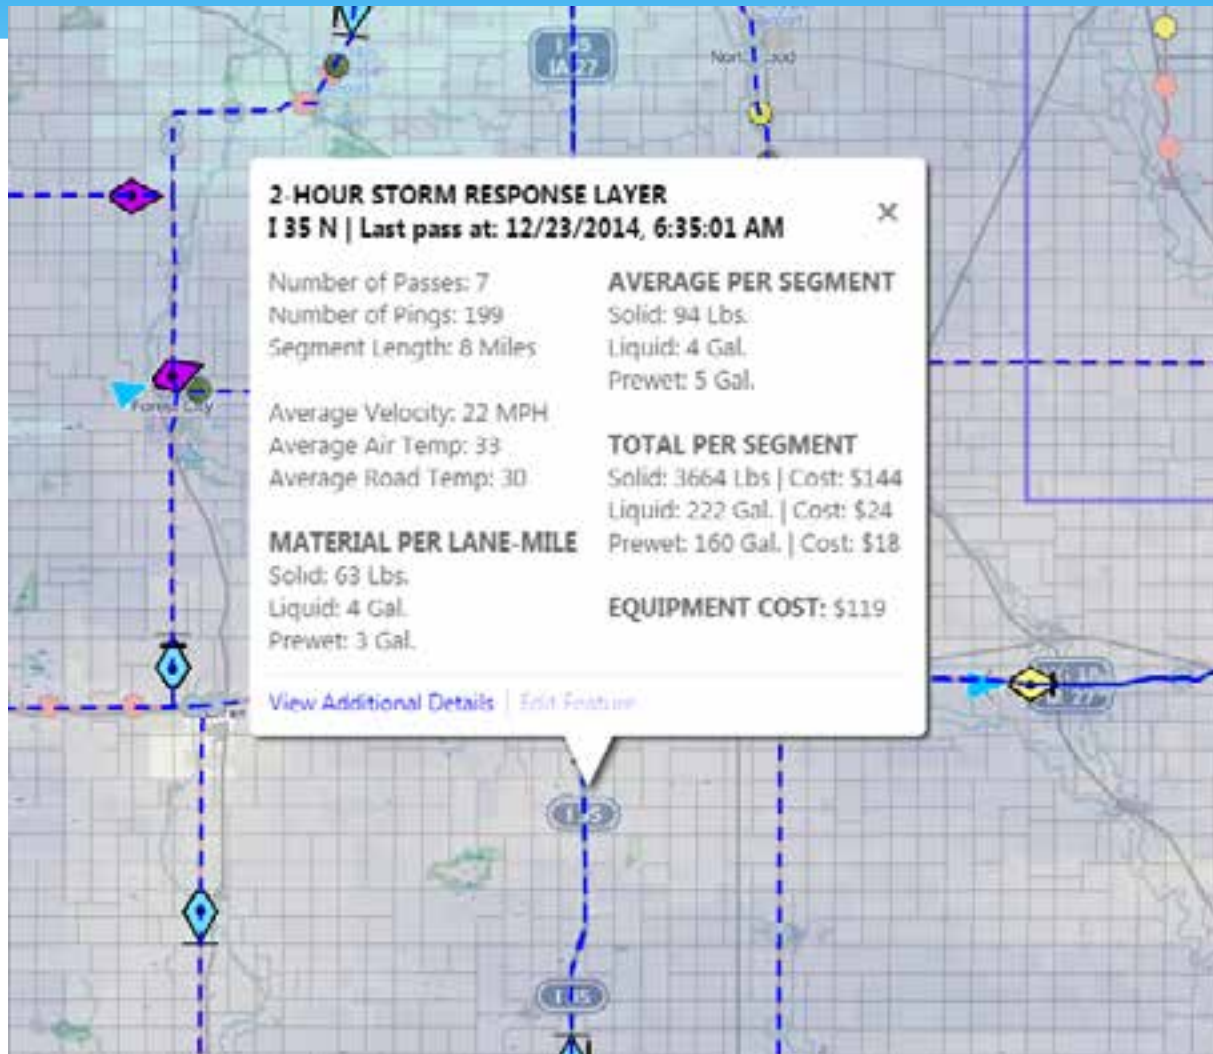 2-HOUR STORM RESPONSE LAYER
I 35 N | Last pass at: 12/23/2014, 6:35:01 AM
Number of Passes: 7
Number of Pings: 199
Segment Length: 8 Miles
Average Velocity: 22 MPH
Average Air Temp: 33
Average Road Temp: 30
MATERIAL PER LANE-MILE
Solid: 63 Lbs.
Liquid: 4 Gal.
Prewet: 3 Gal.
AVERAGE PER SEGMENT
Solid: 94 Lbs.
Liquid: 4 Gal.
Prewet: 5 Gal.
TOTAL PER SEGMENT
Solid: 3664 Lbs | Cost: $144
Liquid: 222 Gal. | Cost: $24
Prewet: 160 Gal. | Cost: $18
EQUIPMENT COST: $119
View Additional Details | Edit Feature
Forest City
I 35
I 35